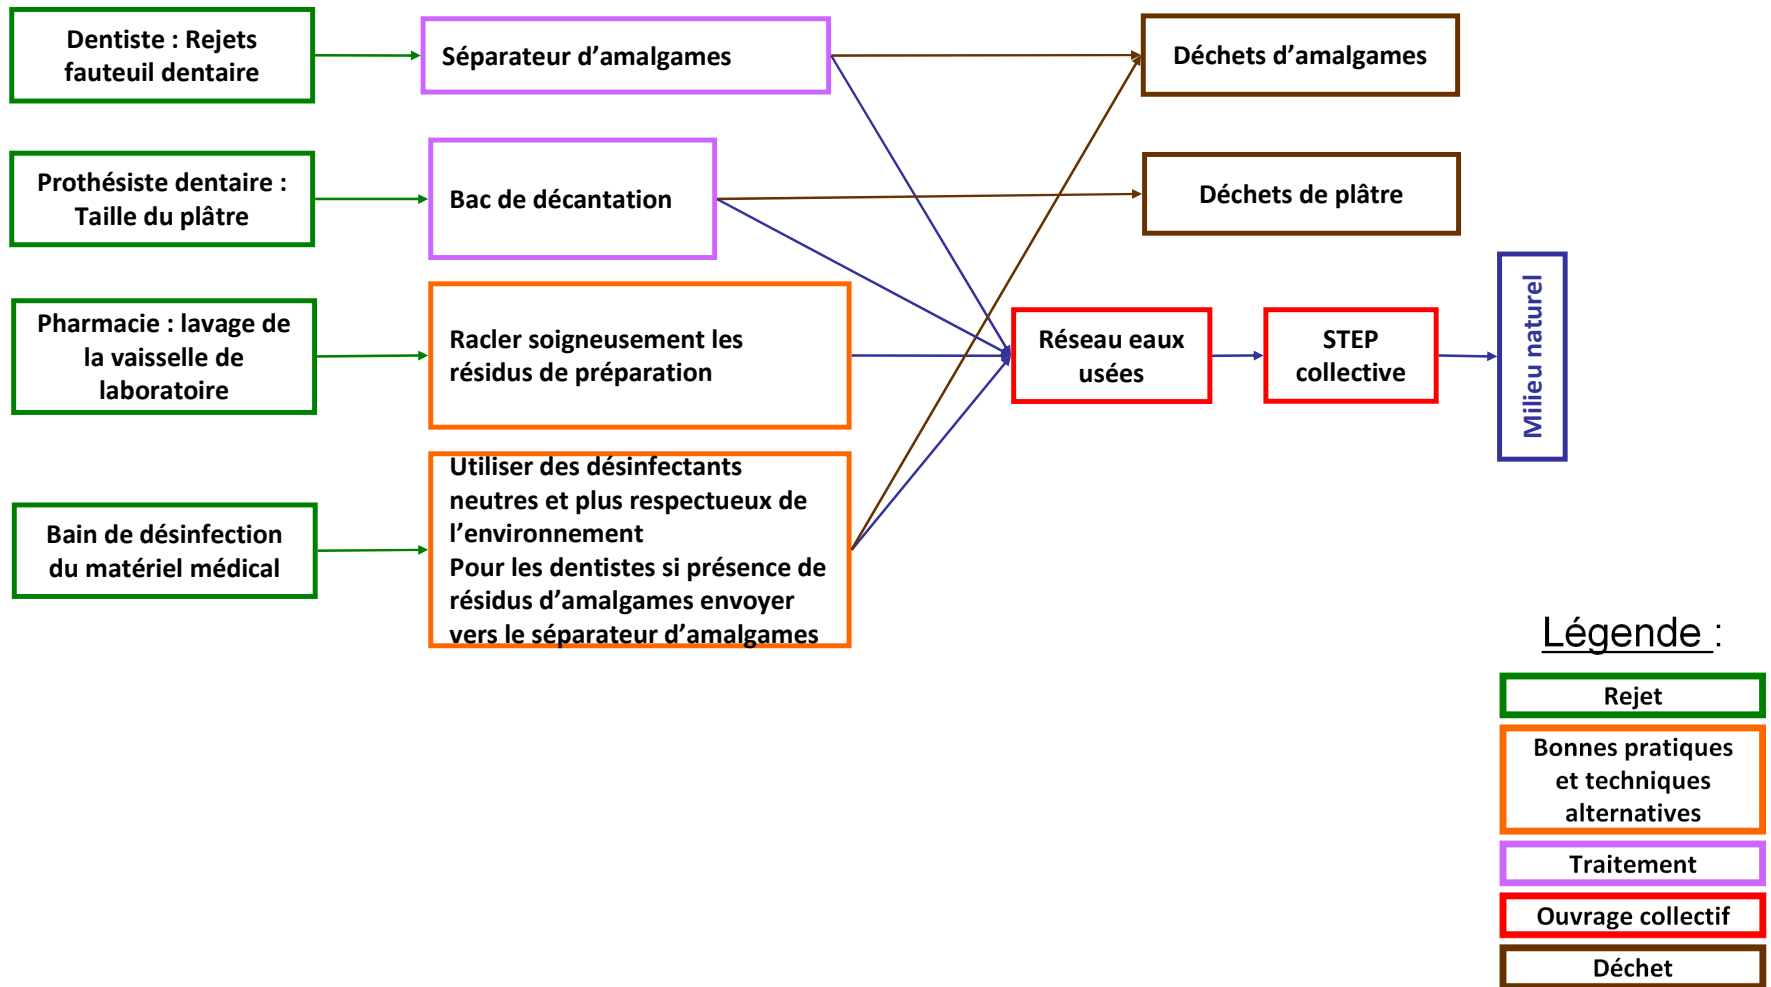 Dentiste : Rejets
fauteuil dentaire
Séparateur d’amalgames
Déchets d’amalgames
Prothésiste dentaire :
Taille du plâtre
Bac de décantation
Déchets de plâtre
Pharmacie : lavage de
la vaisselle de
laboratoire
Racler soigneusement les
résidus de préparation
Réseau eaux
usées
STEP
collective
Milieu naturel
Bain de désinfection
du matériel médical
Utiliser des désinfectants
neutres et plus respectueux de
l’environnement
Pour les dentistes si présence de
résidus d’amalgames envoyer
vers le séparateur d’amalgames
Légende :
Rejet
Bonnes pratiques
et techniques
alternatives
Traitement
Ouvrage collectif
Déchet